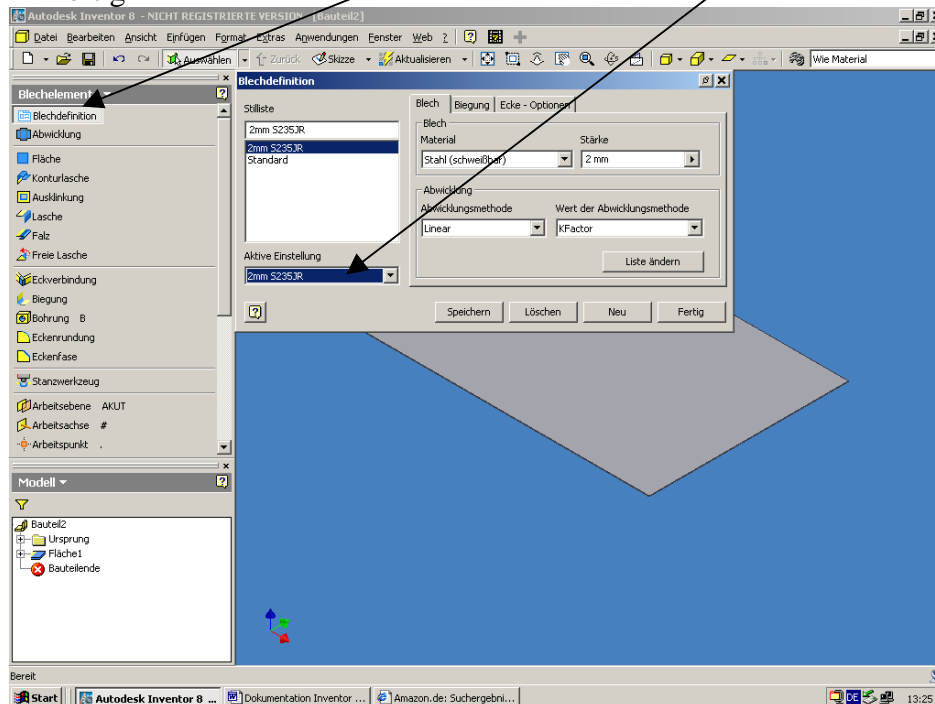 Autodesk Inventor 8 - NICHT REGISTRIERTE VERSION - [Bauteil2]
Datei Bearbeiten Ansicht Einfügen Format Extras Anwendungen Fenster Web ?
Auswählen Zurück Skizze Aktualisieren Wie Material
Blechelemente
Blechdefinition
Abwicklung
Fläche
Konturlasche
Ausklinkung
Lasche
Falz
Freie Lasche
Eckverbindung
Biegung
Bohrung B
Eckenrundung
Eckenfase
Stanzwerkzeug
Arbeitsebene AKUT
Arbeitsachse #
Arbeitspunkt .
Blechdefinition
Stilliste
2mm S235JR
2mm S235JR
Standard
Aktive Einstellung
2mm S235JR
Blech Biegung Ecke - Optionen
Blech
Material Stärke
Stahl (schweißbar) 2 mm
Abwicklung
Abwicklungsmethode Wert der Abwicklungsmethode
Linear KFactor
Liste ändern
Speichern Löschen Neu Fertig
Modell
Bauteil2
Ursprung
Fläche1
Bauteilende
Bereit
Start Autodesk Inventor 8 ... Dokumentation Inventor ... Amazon.de: Suchergebni... DE 13:25